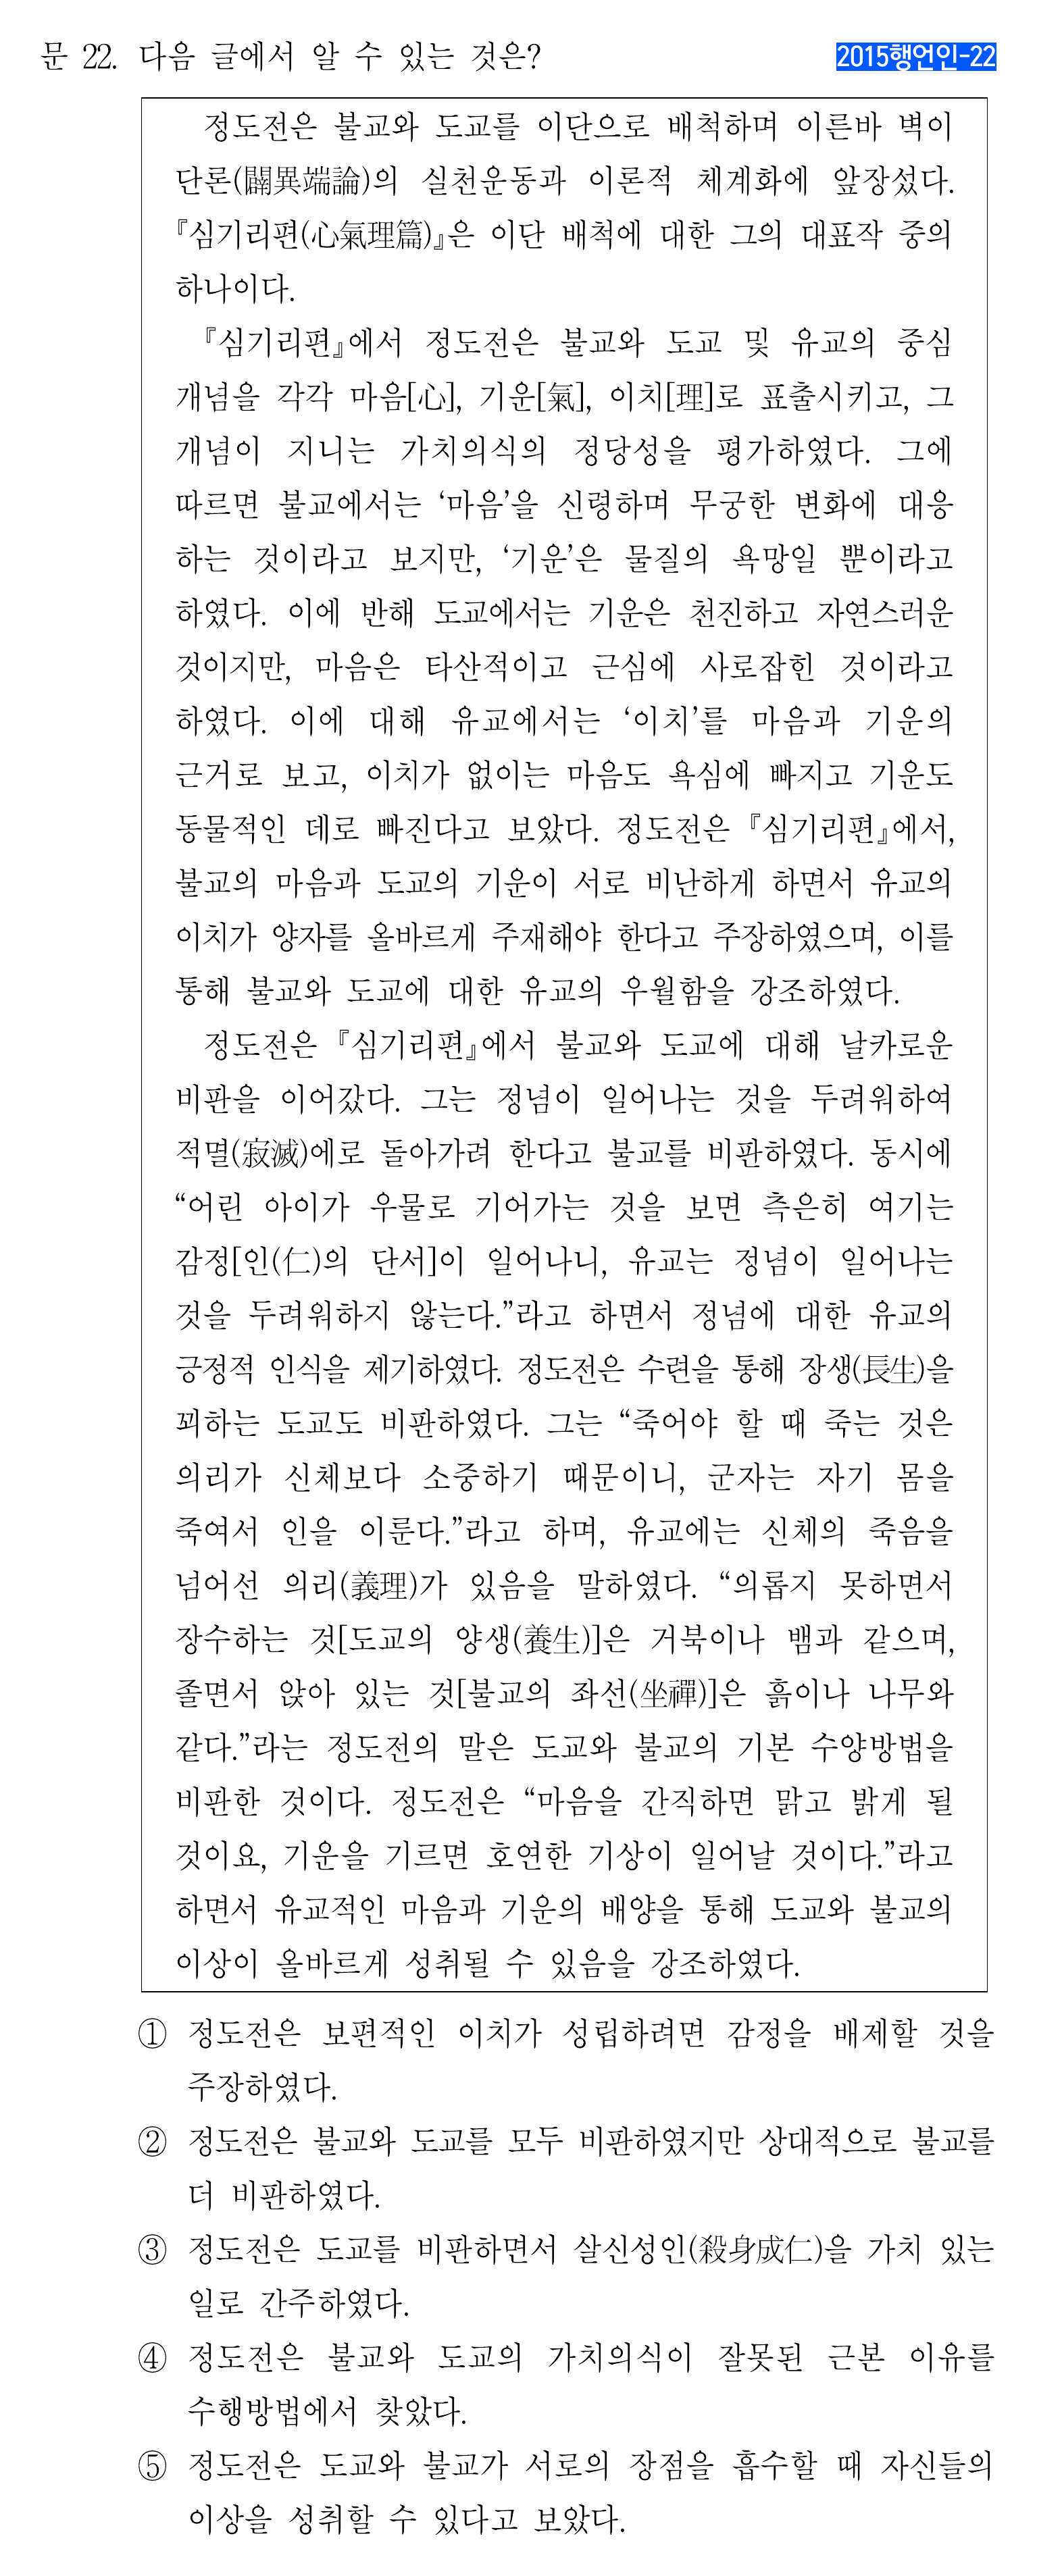 문 22. 다음 글에서 알 수 있는 것은?
2015행언인-22
정도전은 불교와 도교를 이단으로 배척하며 이른바 벽이
단론(闢異端論)의 실천운동과 이론적 체계화에 앞장섰다.
『심기리편(心氣理篇)』은 이단 배척에 대한 그의 대표작 중의
하나이다.
『심기리편』에서 정도전은 불교와 도교 및 유교의 중심
개념을 각각 마음[心], 기운[氣], 이치[理]로 표출시키고, 그
개념이 지니는 가치의식의 정당성을 평가하였다. 그에
따르면 불교에서는 ‘마음’을 신령하며 무궁한 변화에 대응
하는 것이라고 보지만, ‘기운’은 물질의 욕망일 뿐이라고
하였다. 이에 반해 도교에서는 기운은 천진하고 자연스러운
것이지만, 마음은 타산적이고 근심에 사로잡힌 것이라고
하였다. 이에 대해 유교에서는 ‘이치’를 마음과 기운의
근거로 보고, 이치가 없이는 마음도 욕심에 빠지고 기운도
동물적인 데로 빠진다고 보았다. 정도전은 『심기리편』에서,
불교의 마음과 도교의 기운이 서로 비난하게 하면서 유교의
이치가 양자를 올바르게 주재해야 한다고 주장하였으며, 이를
통해 불교와 도교에 대한 유교의 우월함을 강조하였다.
정도전은 『심기리편』에서 불교와 도교에 대해 날카로운
비판을 이어갔다. 그는 정념이 일어나는 것을 두려워하여
적멸(寂滅)에로 돌아가려 한다고 불교를 비판하였다. 동시에
“어린 아이가 우물로 기어가는 것을 보면 측은히 여기는
감정[인(仁)의 단서]이 일어나니, 유교는 정념이 일어나는
것을 두려워하지 않는다.”라고 하면서 정념에 대한 유교의
긍정적 인식을 제기하였다. 정도전은 수련을 통해 장생(長生)을
꾀하는 도교도 비판하였다. 그는 “죽어야 할 때 죽는 것은
의리가 신체보다 소중하기 때문이니, 군자는 자기 몸을
죽여서 인을 이룬다.”라고 하며, 유교에는 신체의 죽음을
넘어선 의리(義理)가 있음을 말하였다. “의롭지 못하면서
장수하는 것[도교의 양생(養生)]은 거북이나 뱀과 같으며,
졸면서 앉아 있는 것[불교의 좌선(坐禪)]은 흙이나 나무와
같다.”라는 정도전의 말은 도교와 불교의 기본 수양방법을
비판한 것이다. 정도전은 “마음을 간직하면 맑고 밝게 될
것이요, 기운을 기르면 호연한 기상이 일어날 것이다.”라고
하면서 유교적인 마음과 기운의 배양을 통해 도교와 불교의
이상이 올바르게 성취될 수 있음을 강조하였다.
① 정도전은 보편적인 이치가 성립하려면 감정을 배제할 것을
주장하였다.
② 정도전은 불교와 도교를 모두 비판하였지만 상대적으로 불교를
더 비판하였다.
③ 정도전은 도교를 비판하면서 살신성인(殺身成仁)을 가치 있는
일로 간주하였다.
④ 정도전은 불교와 도교의 가치의식이 잘못된 근본 이유를
수행방법에서 찾았다.
⑤ 정도전은 도교와 불교가 서로의 장점을 흡수할 때 자신들의
이상을 성취할 수 있다고 보았다.